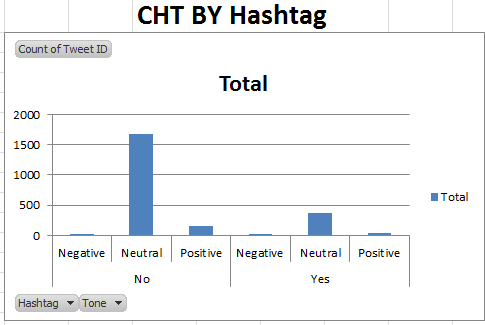 CHT BY Hashtag
Count of Tweet ID
Total
2000
1500
1000
500
0
Total
Negative Neutral Positive Negative Neutral Positive
No Yes
Hashtag Tone